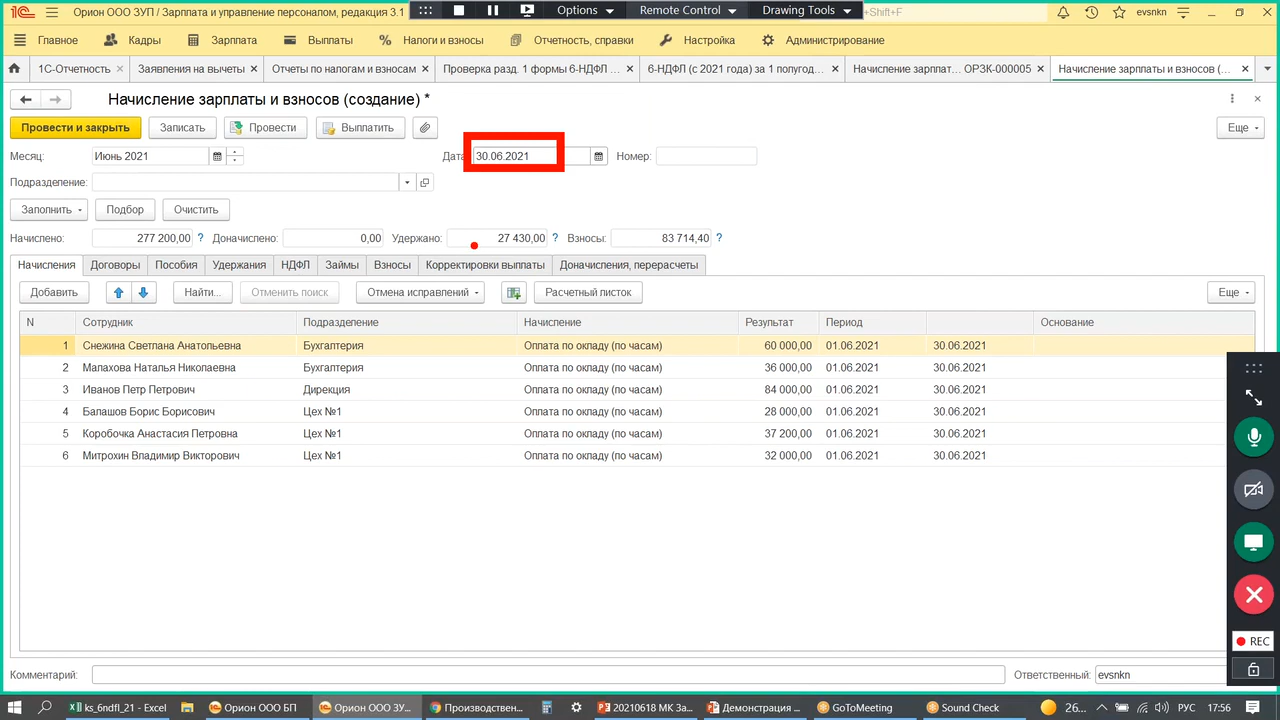 Орион ООО ЗУП / Зарплата и управление персоналом, редакция 3.1
Options
Remote Control
Drawing Tools
+Shift+F
evsnkn
Главное
Кадры
Зарплата
Выплаты
Налоги и взносы
Отчетность, справки
Настройка
Администрирование
1С-Отчетность
Заявления на вычеты
Отчеты по налогам и взносам
Проверка разд. 1 формы 6-НДФЛ ...
6-НДФЛ (с 2021 года) за 1 полугод...
Начисление зарплат... ОРЗК-000005
Начисление зарплаты и взносов (...
Начисление зарплаты и взносов (создание) *
Провести и закрыть
Записать
Провести
Выплатить
Еще
Месяц:
Июнь 2021
Дата
30.06.2021
Номер:
Подразделение:
Заполнить
Подбор
Очистить
Начислено: 277 200,00 ? Доначислено: 0,00 Удержано: 27 430,00 ? Взносы: 83 714,40 ?
Начисления Договоры Пособия Удержания НДФЛ Займы Взносы Корректировки выплаты Доначисления, перерасчеты
Добавить Найти... Отменить поиск Отмена исправлений Расчетный листок Еще
N Сотрудник Подразделение Начисление Результат Период Основание
1 Снежина Светлана Анатольевна Бухгалтерия Оплата по окладу (по часам) 60 000,00 01.06.2021 30.06.2021
2 Малахова Наталья Николаевна Бухгалтерия Оплата по окладу (по часам) 36 000,00 01.06.2021 30.06.2021
3 Иванов Петр Петрович Дирекция Оплата по окладу (по часам) 84 000,00 01.06.2021 30.06.2021
4 Балашов Борис Борисович Цех №1 Оплата по окладу (по часам) 28 000,00 01.06.2021 30.06.2021
5 Коробочка Анастасия Петровна Цех №1 Оплата по окладу (по часам) 37 200,00 01.06.2021 30.06.2021
6 Митрохин Владимир Викторович Цех №1 Оплата по окладу (по часам) 32 000,00 01.06.2021 30.06.2021
REC
Комментарий:
Ответственный: evsnkn
ks_6ndfl_21 - Excel
Орион ООО БП ...
Орион ООО ЗУ...
Производственн...
20210618 МК За...
Демонстрация ...
GoToMeeting
Sound Check
26...
РУС
17:56